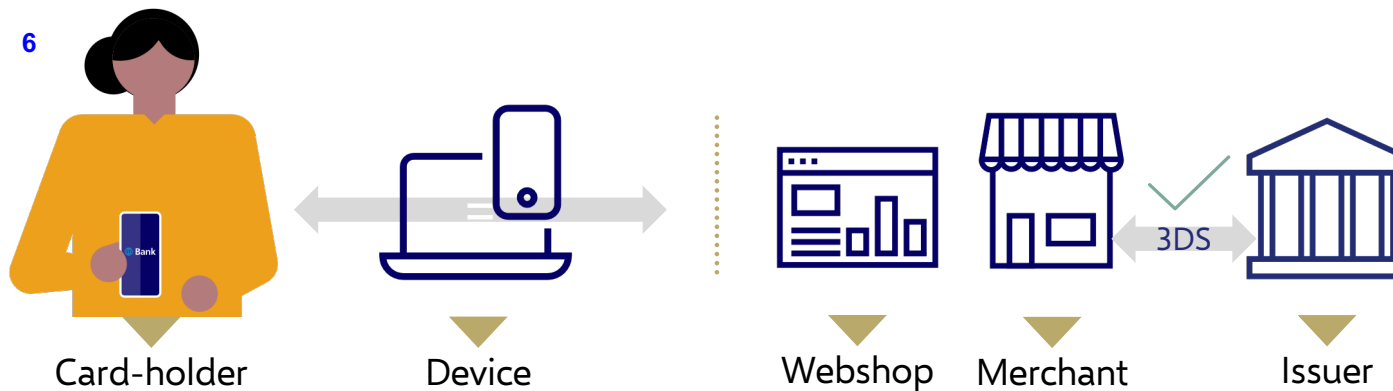 6
Bank
3DS
Card-holder
Device
Webshop
Merchant
Issuer